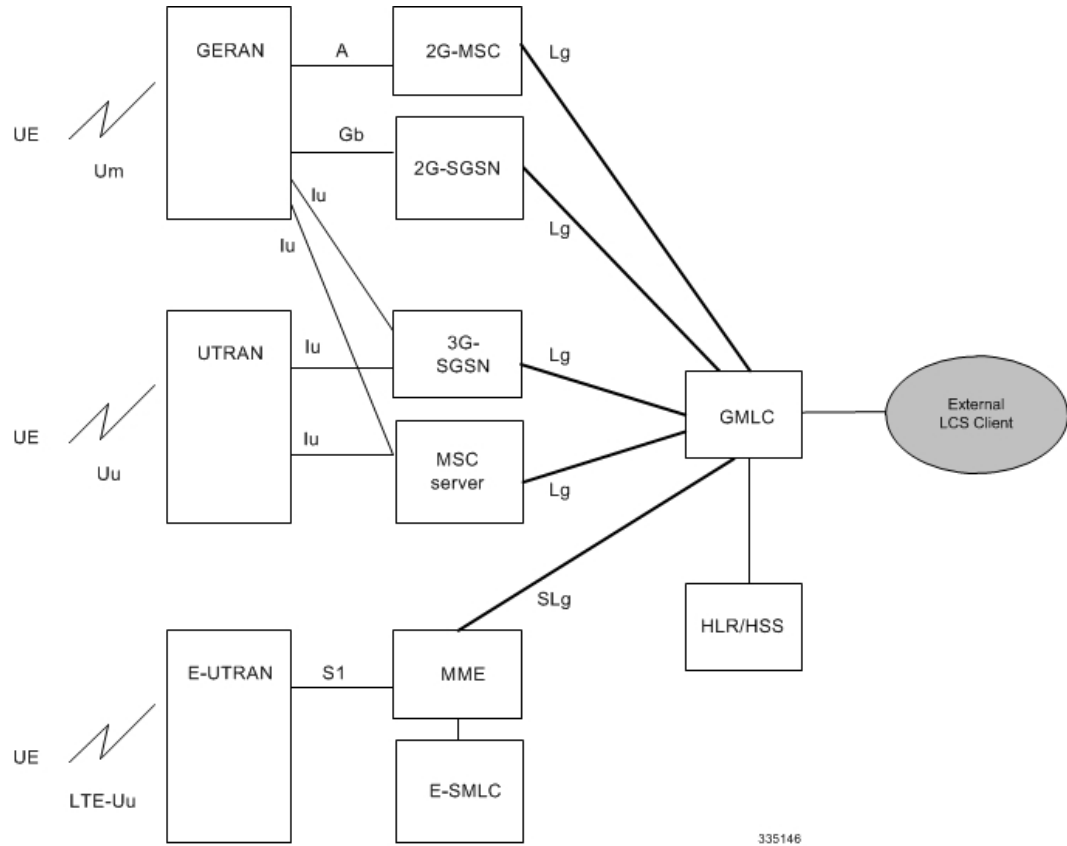 GERAN
A
2G-MSC
Lg
UE
Um
Gb
2G-SGSN
Iu
Lg
Iu
UTRAN
Iu
3G-
SGSN
Lg
GMLC
External
LCS Client
UE
Uu
Iu
MSC
server
Lg
SLg
HLR/HSS
E-UTRAN
S1
MME
UE
LTE-Uu
E-SMLC
335146